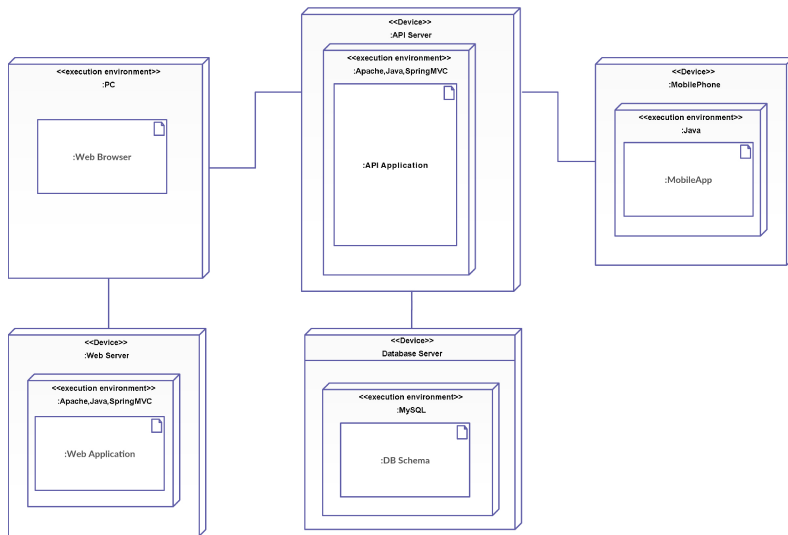 <<Device>>
:API Server
<<execution environment>>
:Apache,Java,SpringMVC
:API Application
<<execution environment>>
:PC
:Web Browser
<<Device>>
:MobilePhone
<<execution environment>>
:Java
:MobileApp
<<Device>>
:Web Server
<<execution environment>>
:Apache,Java,SpringMVC
:Web Application
<<Device>>
Database Server
<<execution environment>>
:MySQL
:DB Schema